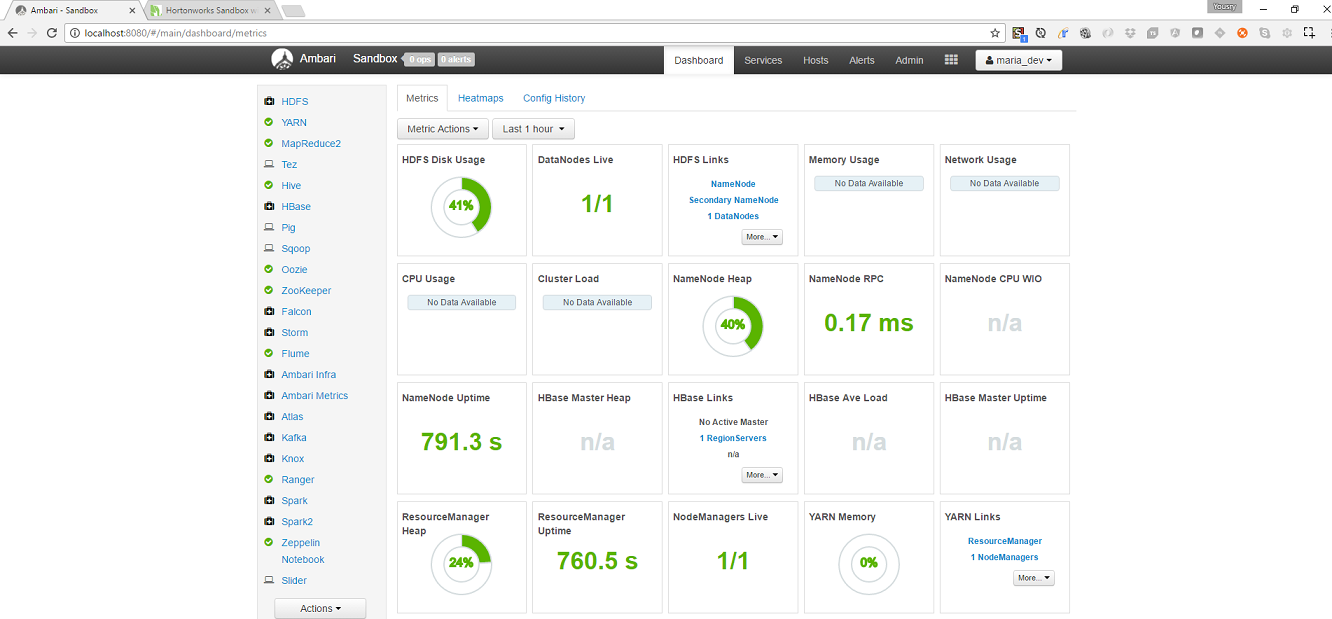 Ambari - Sandbox
Hortonworks Sandbox w
Yousry
localhost:8080/#/main/dashboard/metrics
Ambari
Sandbox
0 ops
0 alerts
Dashboard
Services
Hosts
Alerts
Admin
maria_dev
HDFS
YARN
MapReduce2
Tez
Hive
HBase
Pig
Sqoop
Oozie
ZooKeeper
Falcon
Storm
Flume
Ambari Infra
Ambari Metrics
Atlas
Kafka
Knox
Ranger
Spark
Spark2
Zeppelin
Notebook
Slider
Actions
Metrics
Heatmaps
Config History
Metric Actions
Last 1 hour
HDFS Disk Usage
41%
DataNodes Live
1/1
HDFS Links
NameNode
Secondary NameNode
1 DataNodes
More...
Memory Usage
No Data Available
Network Usage
No Data Available
CPU Usage
No Data Available
Cluster Load
No Data Available
NameNode Heap
40%
NameNode RPC
0.17 ms
NameNode CPU WIO
n/a
NameNode Uptime
791.3 s
HBase Master Heap
n/a
HBase Links
No Active Master
1 RegionServers
n/a
More...
HBase Ave Load
n/a
HBase Master Uptime
n/a
ResourceManager
Heap
24%
ResourceManager
Uptime
760.5 s
NodeManagers Live
1/1
YARN Memory
0%
YARN Links
ResourceManager
1 NodeManagers
More...